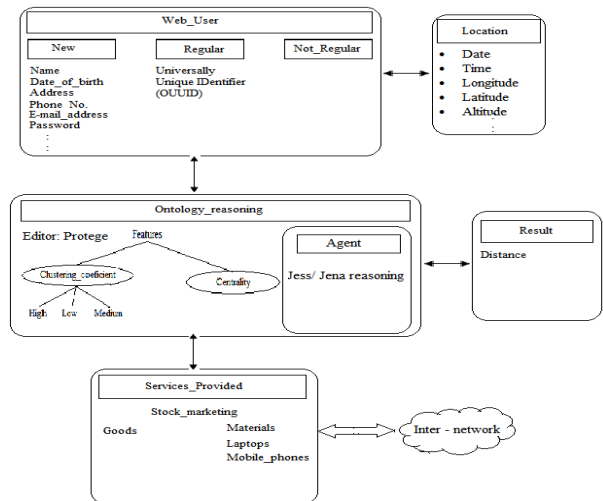 Web_User
New
Regular
Not_Regular
Name
Date_of_birth
Address
Phone No.
E-mail_address
Password
:
:
Universally
Unique IDentifier
(OUUID)
Location
• Date
• Time
• Longitude
• Latitude
• Altitude
:
Ontology_reasoning
Editor: Protege
Features
Clustering_coeficient
Centrality
High
Low
Medium
Agent
Jess/ Jena reasoning
Result
Distance
Services_Provided
Stock_marketing
Goods
Materials
Laptops
Mobile_phones
Inter - network